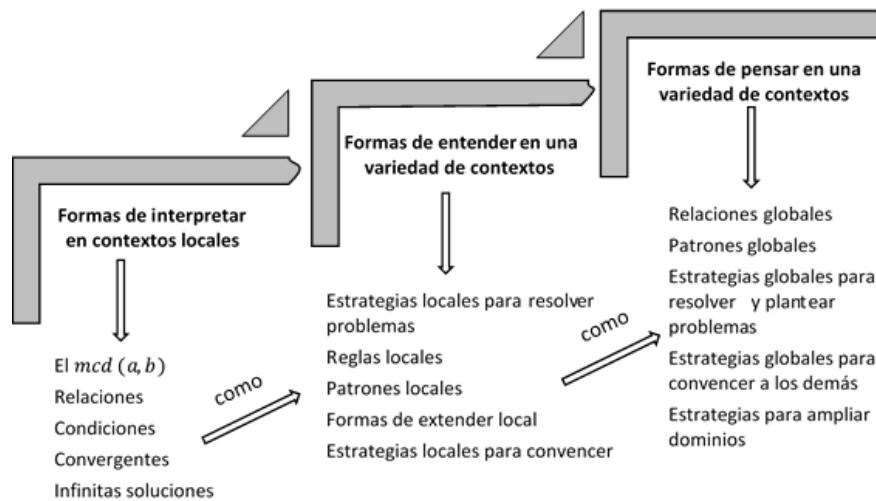 Formas de interpretar
en contextos locales
El mcd (a, b)
Relaciones
Condiciones
Convergentes
Infinitas soluciones
como
Formas de entender en una
variedad de contextos
Estrategias locales para resolver
problemas
Reglas locales
Patrones locales
Formas de extender local
Estrategias locales para convencer
como
Formas de pensar en una
variedad de contextos
Relaciones globales
Patrones globales
Estrategias globales para
resolver y plantear
problemas
Estrategias globales para
convencer a los demás
Estrategias para ampliar
dominios